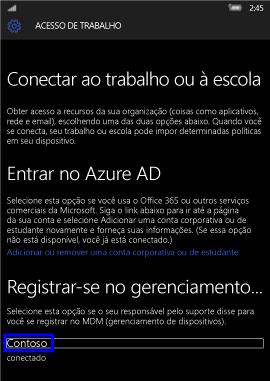 2:45
ACESSO DE TRABALHO
Conectar ao trabalho ou à escola
Obter acesso a recursos da sua organização (coisas como aplicativos,
rede e email), escolhendo uma das duas opções abaixo. Quando você
se conecta, seu trabalho ou escola pode impor determinadas políticas
em seu dispositivo.
Entrar no Azure AD
Selecione esta opção se você usa o Office 365 ou outros serviços
comerciais da Microsoft. Siga o link abaixo para ir até a página
da sua conta e selecione Adicionar uma conta corporativa ou de
estudante novamente e forneça suas informações. (Se essa opção
não está disponível, você já está conectado.)
Adicionar ou remover uma conta corporativa ou de estudante
Registrar-se no gerenciamento...
Selecione esta opção se o seu responsável pelo suporte disse para
você se registrar no MDM (gerenciamento de dispositivos).
Contoso
conectado